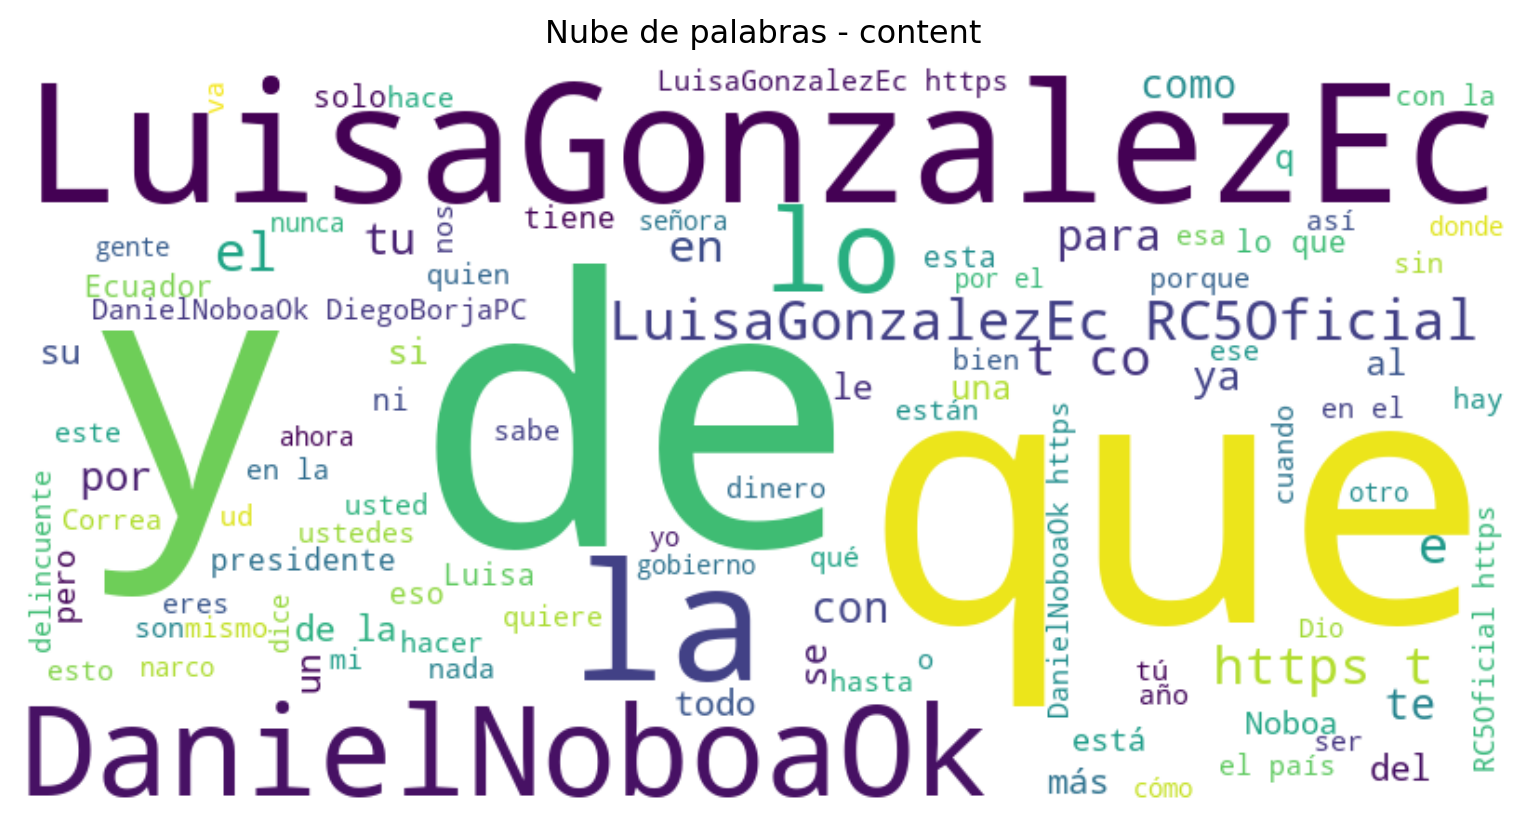 Nube de palabras - content
LuisaGonzalezEc
va
solo
hace
LuisaGonzalezEc https
como
con la
q
nunca
gente
el
tu
nos
tiene
señora
en
lo
esta
para
esa
lo que
así
donde
sin
quien
por el
porque
Ecuador
DanielNoboaOk DiegoBorjaPC
LuisaGonzalezEc RC5Oficial
y
de
que
su
si
bien
t co
ese
ya
al
le
una
ni
están
en el
hay
este
ahora
sabe
cuando
por
en la
dinero
otro
delincuente
Correa
ud
usted
ustedes
yo
DanielNoboaOk https
e
RC5Oficial https
pero
presidente
Luisa
la
gobierno
qué
eres
eso
quiere
con
son
mismo
dice
de la
hacer
Dio
esto
narco
un
mi
nada
se
o
hasta
tú
año
https t
todo
te
DanielNoboaOk
Noboa
está
ser
más
cómo
el país
del